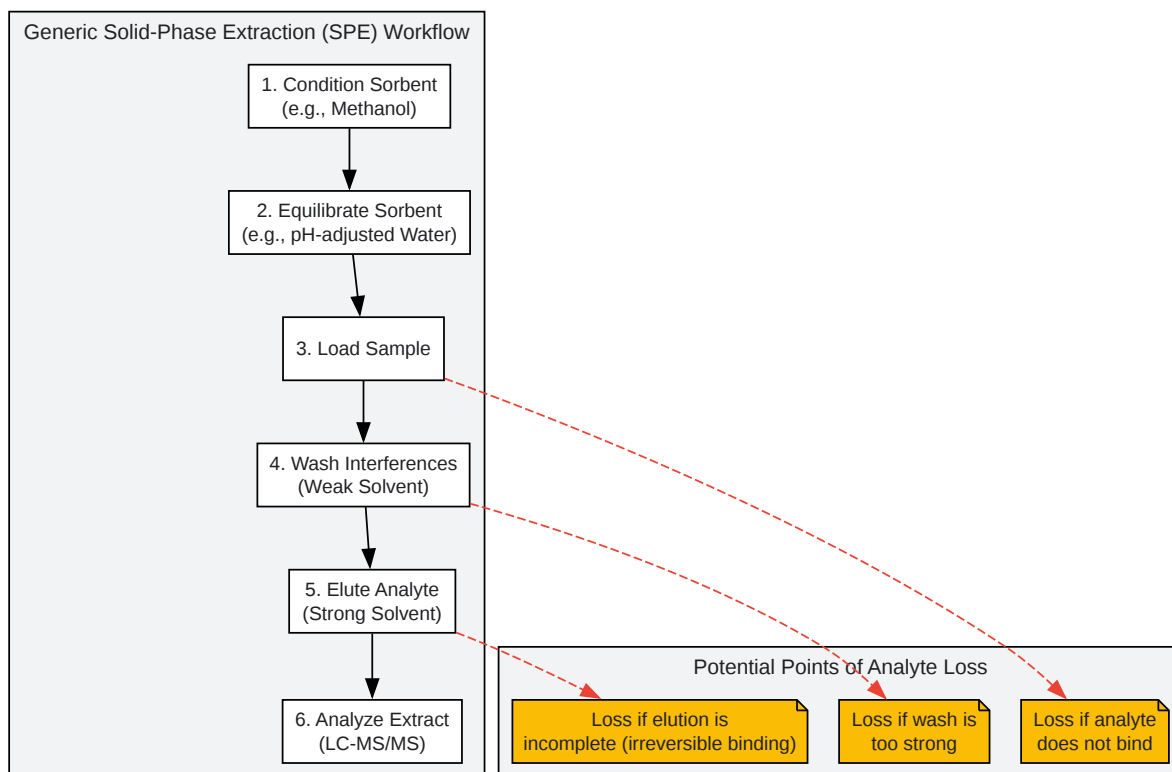 Generic Solid-Phase Extraction (SPE) Workflow
1. Condition Sorbent
(e.g., Methanol)
2. Equilibrate Sorbent
(e.g., pH-adjusted Water)
3. Load Sample
4. Wash Interferences
(Weak Solvent)
5. Elute Analyte
(Strong Solvent)
6. Analyze Extract
(LC-MS/MS)
Potential Points of Analyte Loss
Loss if elution is
incomplete (irreversible binding)
Loss if wash is
too strong
Loss if analyte
does not bind